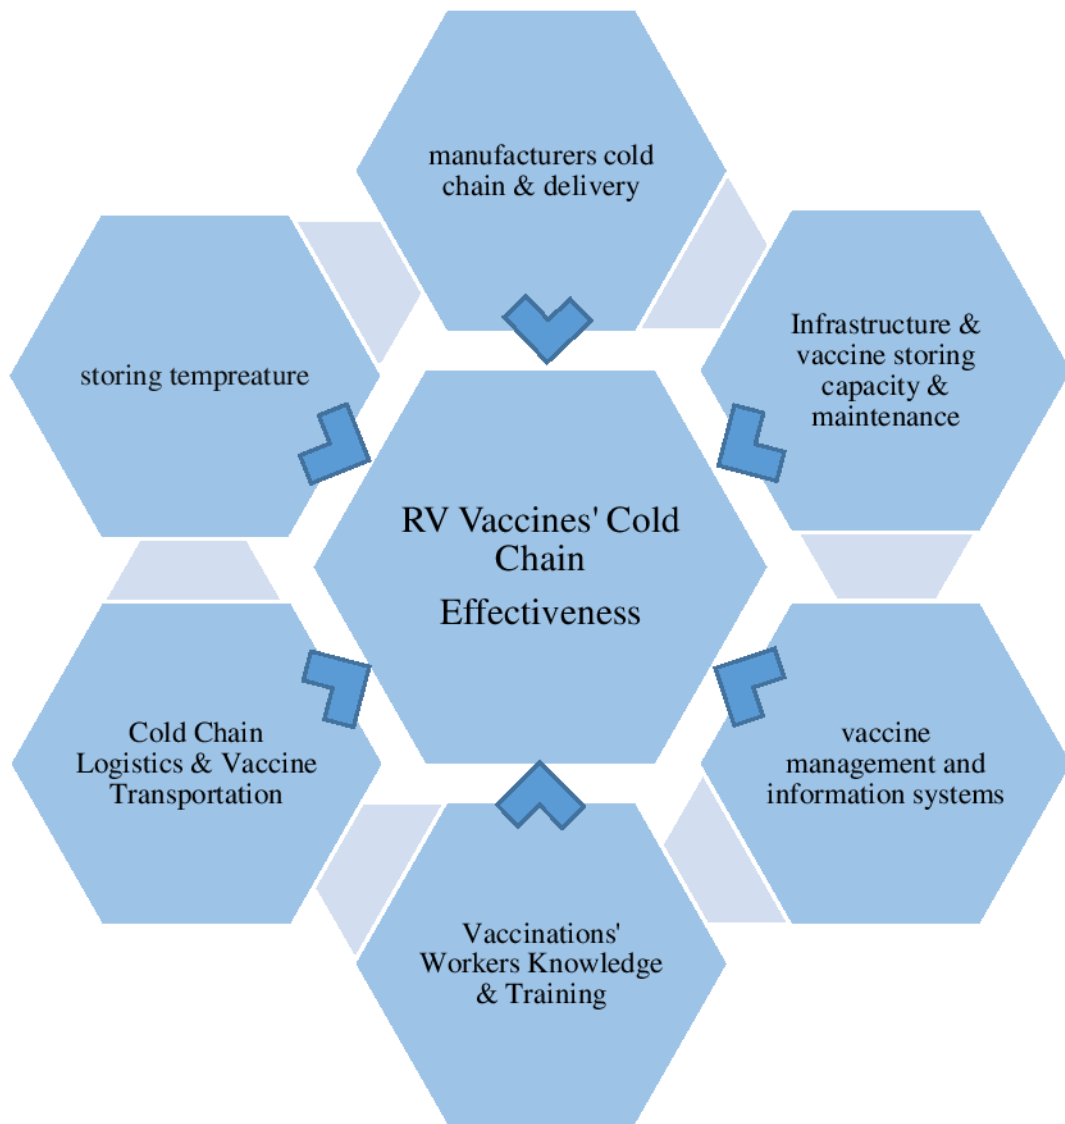 manufacturers cold
chain & delivery
Infrastructure &
vaccine storing
capacity &
maintenance
storing tempreature
RV Vaccines' Cold
Chain
Effectiveness
Cold Chain
Logistics & Vaccine
Transportation
vaccine
management and
information systems
Vaccinations'
Workers Knowledge
& Training